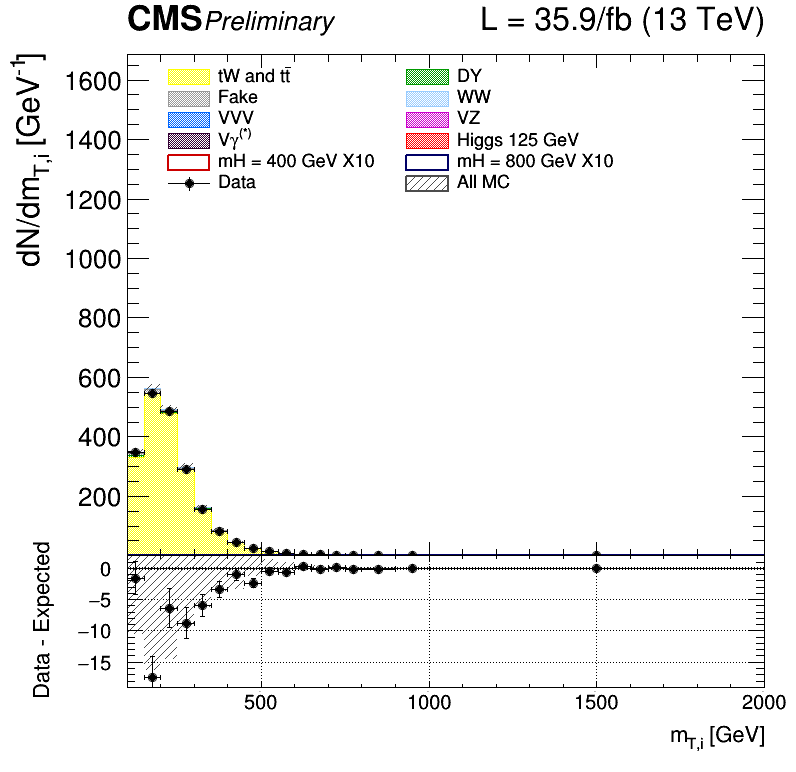 CMS Preliminary L = 35.9/fb (13 TeV)
dN/dm_{T,i} [GeV^{-1}]
1600
1400
1200
1000
800
600
400
200
tW and tt̄ DY
Fake WW
VVV VZ
Vγ^{(*)} Higgs 125 GeV
mH = 400 GeV X10 mH = 800 GeV X10
Data All MC
Data - Expected
0
−5
−10
−15
500 1000 1500 2000
m_{T,i} [GeV]